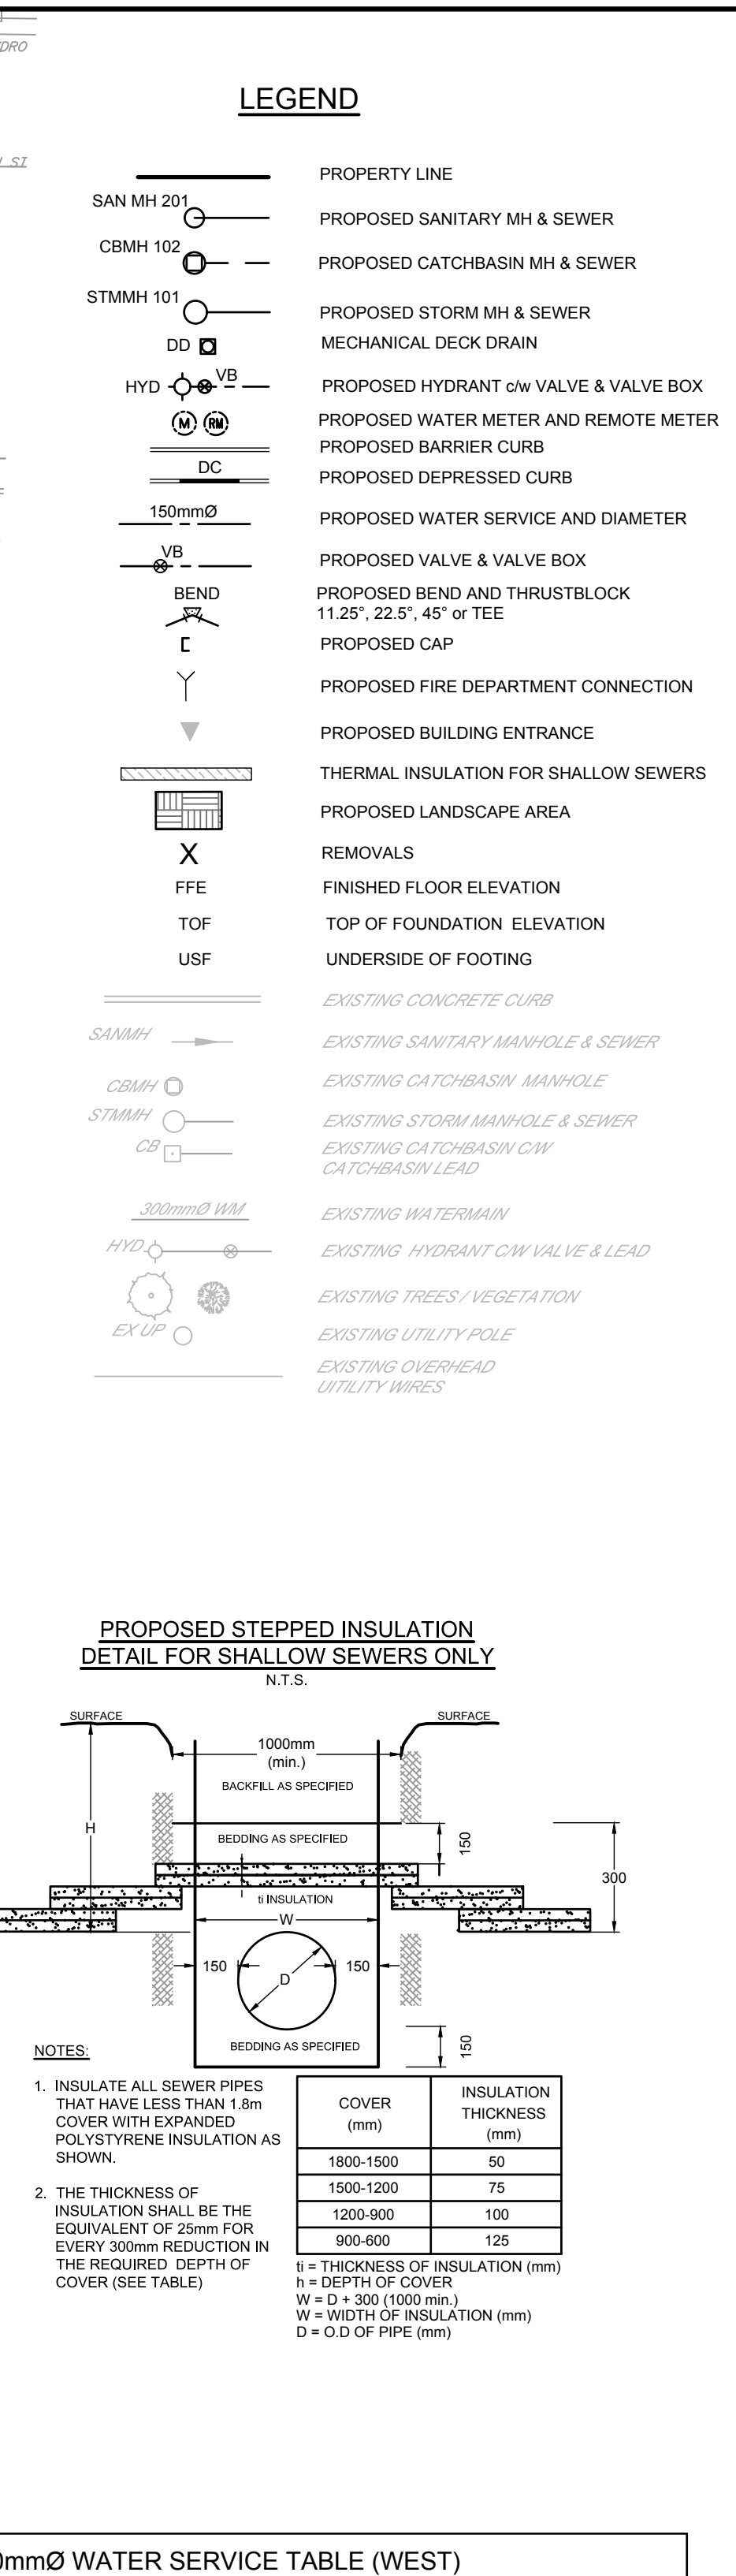 LEGEND
PROPERTY LINE
SAN MH 201 PROPOSED SANITARY MH & SEWER
CBMH 102 PROPOSED CATCHBASIN MH & SEWER
STMMH 101 PROPOSED STORM MH & SEWER
DD MECHANICAL DECK DRAIN
HYD VB PROPOSED HYDRANT c/w VALVE & VALVE BOX
M RM PROPOSED WATER METER AND REMOTE METER
PROPOSED BARRIER CURB
DC PROPOSED DEPRESSED CURB
150mmØ PROPOSED WATER SERVICE AND DIAMETER
VB PROPOSED VALVE & VALVE BOX
BEND PROPOSED BEND AND THRUSTBLOCK
11.25°, 22.5°, 45° or TEE
PROPOSED CAP
PROPOSED FIRE DEPARTMENT CONNECTION
PROPOSED BUILDING ENTRANCE
THERMAL INSULATION FOR SHALLOW SEWERS
PROPOSED LANDSCAPE AREA
X REMOVALS
FFE FINISHED FLOOR ELEVATION
TOF TOP OF FOUNDATION ELEVATION
USF UNDERSIDE OF FOOTING
EXISTING CONCRETE CURB
SANMH EXISTING SANITARY MANHOLE & SEWER
CBMH EXISTING CATCHBASIN MANHOLE
STMMH EXISTING STORM MANHOLE & SEWER
CB EXISTING CATCHBASIN C/W
CATCHBASIN LEAD
300mmØ WM EXISTING WATERMAIN
HYD EXISTING HYDRANT C/W VALVE & LEAD
EXISTING TREES / VEGETATION
EX UP EXISTING UTILITY POLE
EXISTING OVERHEAD
UITILITY WIRES
PROPOSED STEPPED INSULATION
DETAIL FOR SHALLOW SEWERS ONLY
N.T.S.
SURFACE SURFACE
1000mm
(min.)
BACKFILL AS SPECIFIED
H
BEDDING AS SPECIFIED
150
300
ti INSULATION
W
150 150
D
BEDDING AS SPECIFIED
150
NOTES:
1. INSULATE ALL SEWER PIPES
THAT HAVE LESS THAN 1.8m
COVER WITH EXPANDED
POLYSTYRENE INSULATION AS
SHOWN.
2. THE THICKNESS OF
INSULATION SHALL BE THE
EQUIVALENT OF 25mm FOR
EVERY 300mm REDUCTION IN
THE REQUIRED DEPTH OF
COVER (SEE TABLE)
COVER
(mm)
INSULATION
THICKNESS
(mm)
1800-1500 50
1500-1200 75
1200-900 100
900-600 125
ti = THICKNESS OF INSULATION (mm)
h = DEPTH OF COVER
W = D + 300 (1000 min.)
W = WIDTH OF INSULATION (mm)
D = O.D OF PIPE (mm)
mmØ WATER SERVICE TABLE (WEST)